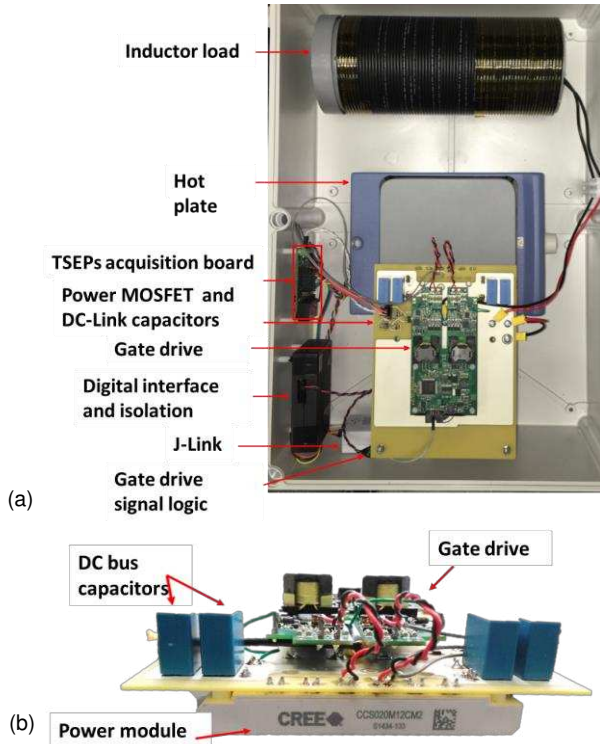 Inductor load
Hot
plate
TSEPs acquisition board
Power MOSFET and
DC-Link capacitors
Gate drive
Digital interface
and isolation
J-Link
Gate drive
signal logic
(a)
DC bus
capacitors
Gate drive
CREE
CCS020M12CM2
(b)
Power module